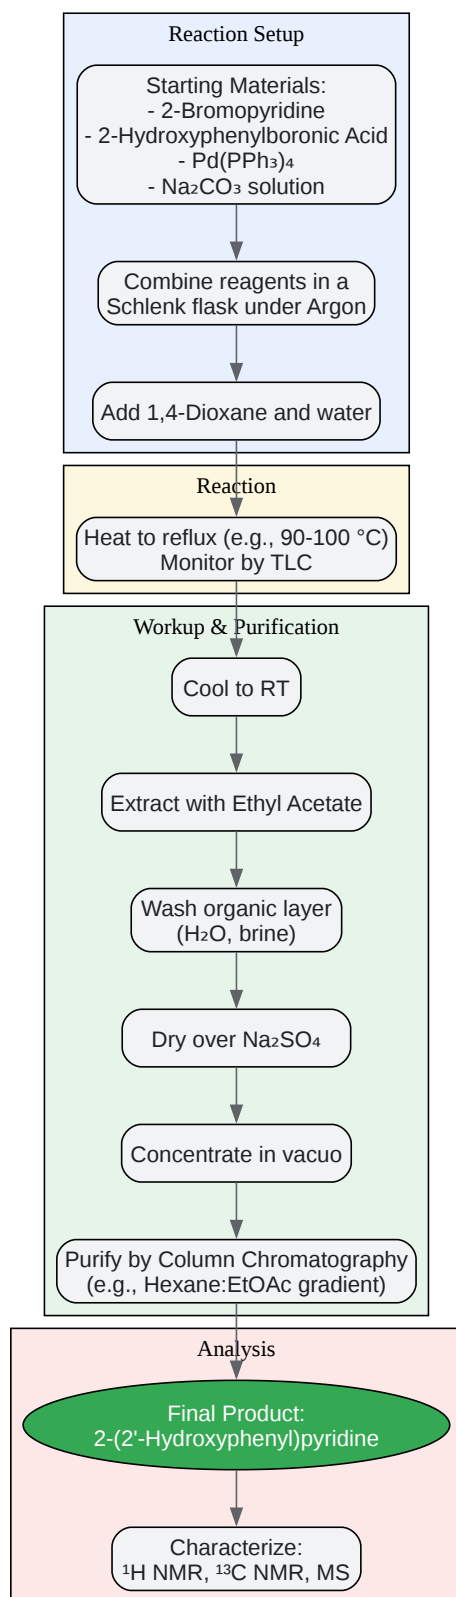 Reaction Setup
Starting Materials:
- 2-Bromopyridine
- 2-Hydroxyphenylboronic Acid
- Pd(PPh₃)₄
- Na₂CO₃ solution
Combine reagents in a
Schlenk flask under Argon
Add 1,4-Dioxane and water
Reaction
Heat to reflux (e.g., 90-100 °C)
Monitor by TLC
Workup & Purification
Cool to RT
Extract with Ethyl Acetate
Wash organic layer
(H₂O, brine)
Dry over Na₂SO₄
Concentrate in vacuo
Purify by Column Chromatography
(e.g., Hexane:EtOAc gradient)
Analysis
Final Product:
2-(2'-Hydroxyphenyl)pyridine
Characterize:
¹H NMR, ¹³C NMR, MS